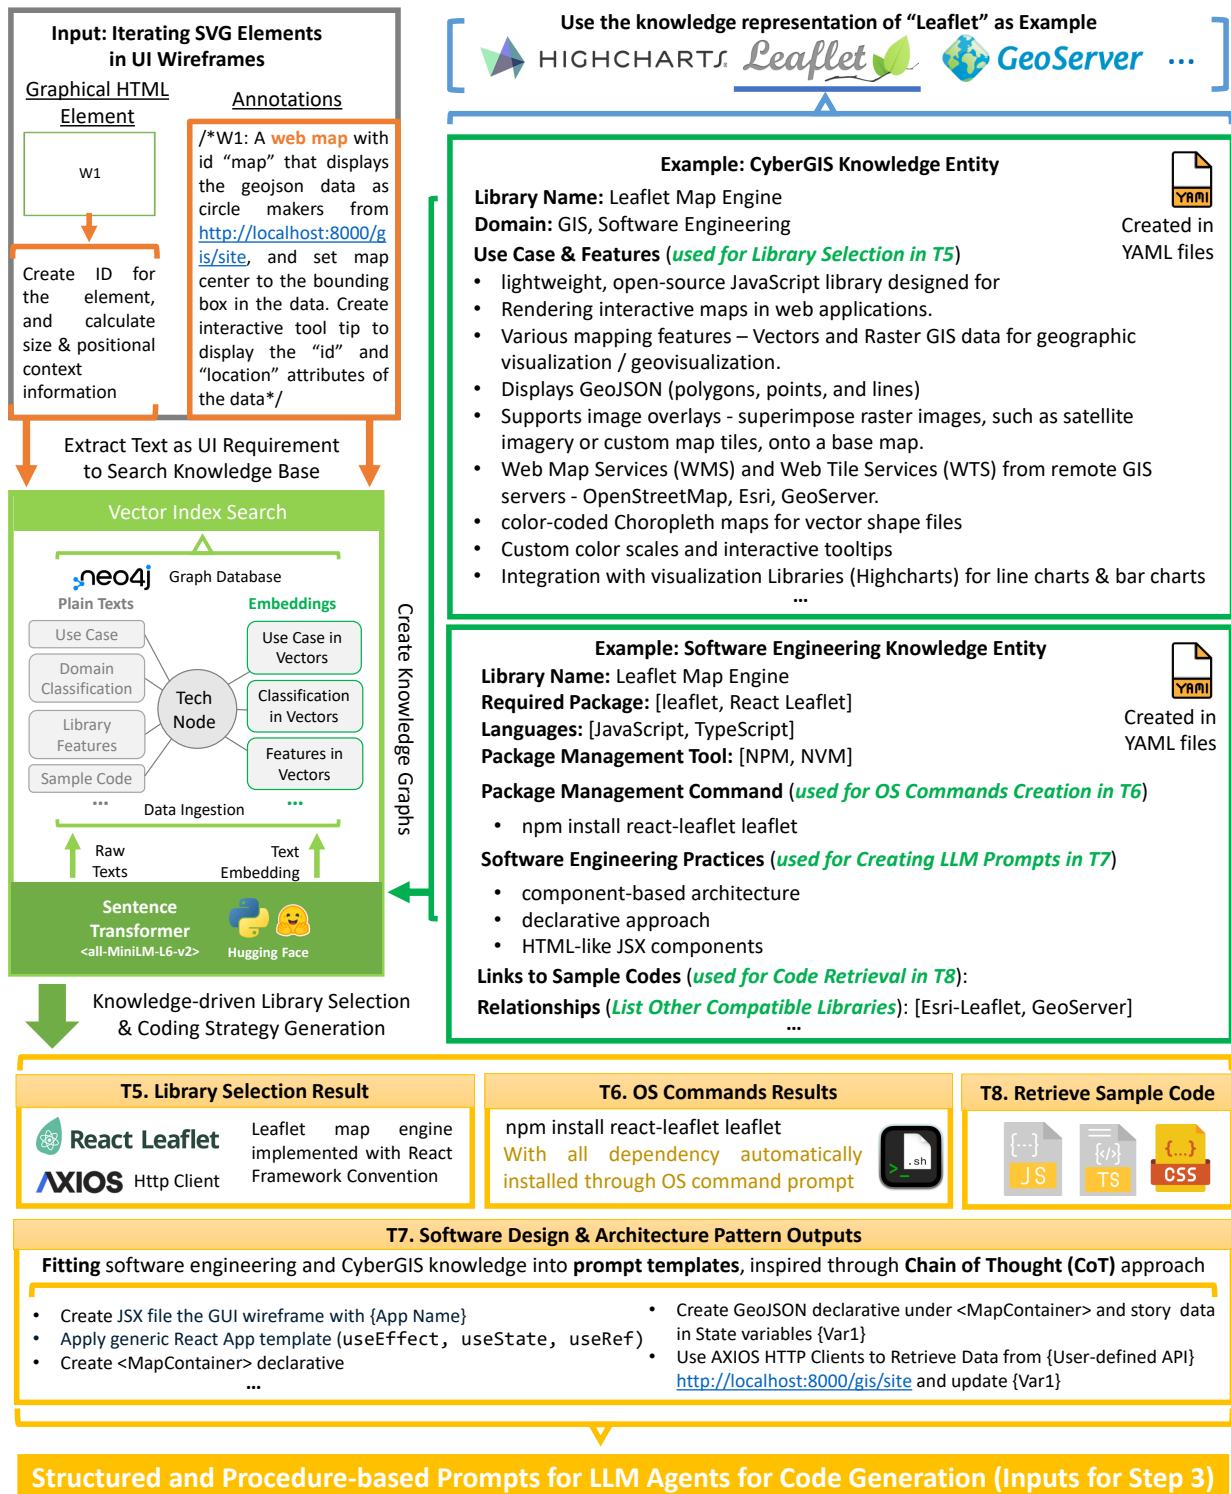 Input: Iterating SVG Elements
in UI Wireframes
Graphical HTML
Element
W1
Create ID for
the element,
and calculate
size & positional
context
information
Annotations
/*W1: A web map with
id “map” that displays
the geojson data as
circle makers from
http://localhost:8000/g
is/site, and set map
center to the bounding
box in the data. Create
interactive tool tip to
display the “id” and
“location” attributes of
the data*/
Extract Text as UI Requirement
to Search Knowledge Base
Vector Index Search
neo4j
Graph Database
Plain Texts
Embeddings
Use Case
Domain
Classification
Library
Features
Sample Code
...
Tech
Node
Use Case in
Vectors
Classification
in Vectors
Features in
Vectors
...
Data Ingestion
Raw
Texts
Text
Embedding
Sentence
Transformer
<all-MiniLM-L6-v2>
Hugging Face
Create Knowledge Graphs
Knowledge-driven Library Selection
& Coding Strategy Generation
Use the knowledge representation of “Leaflet” as Example
HIGHCHARTS
Leaflet
GeoServer
...
Example: CyberGIS Knowledge Entity
YAMl
Created in
YAML files
Library Name: Leaflet Map Engine
Domain: GIS, Software Engineering
Use Case & Features (used for Library Selection in T5)
• lightweight, open-source JavaScript library designed for
• Rendering interactive maps in web applications.
• Various mapping features – Vectors and Raster GIS data for geographic
visualization / geovisualization.
• Displays GeoJSON (polygons, points, and lines)
• Supports image overlays - superimpose raster images, such as satellite
imagery or custom map tiles, onto a base map.
• Web Map Services (WMS) and Web Tile Services (WTS) from remote GIS
servers - OpenStreetMap, Esri, GeoServer.
• color-coded Choropleth maps for vector shape files
• Custom color scales and interactive tooltips
• Integration with visualization Libraries (Highcharts) for line charts & bar charts
...
Example: Software Engineering Knowledge Entity
YAMl
Created in
YAML files
Library Name: Leaflet Map Engine
Required Package: [leaflet, React Leaflet]
Languages: [JavaScript, TypeScript]
Package Management Tool: [NPM, NVM]
Package Management Command (used for OS Commands Creation in T6)
• npm install react-leaflet leaflet
Software Engineering Practices (used for Creating LLM Prompts in T7)
• component-based architecture
• declarative approach
• HTML-like JSX components
Links to Sample Codes (used for Code Retrieval in T8):
Relationships (List Other Compatible Libraries): [Esri-Leaflet, GeoServer]
...
T5. Library Selection Result
React Leaflet
AXIOS Http Client
Leaflet map engine
implemented with React
Framework Convention
T6. OS Commands Results
npm install react-leaflet leaflet
With all dependency automatically
installed through OS command prompt
.sh
>_
T8. Retrieve Sample Code
{...}
JS
{/}
TS
{...}
CSS
T7. Software Design & Architecture Pattern Outputs
Fitting software engineering and CyberGIS knowledge into prompt templates, inspired through Chain of Thought (CoT) approach
• Create JSX file the GUI wireframe with {App Name}
• Apply generic React App template (useEffect, useState, useRef)
• Create <MapContainer> declarative
...
• Create GeoJSON declarative under <MapContainer> and story data
in State variables {Var1}
• Use AXIOS HTTP Clients to Retrieve Data from {User-defined API}
http://localhost:8000/gis/site and update {Var1}
Structured and Procedure-based Prompts for LLM Agents for Code Generation (Inputs for Step 3)